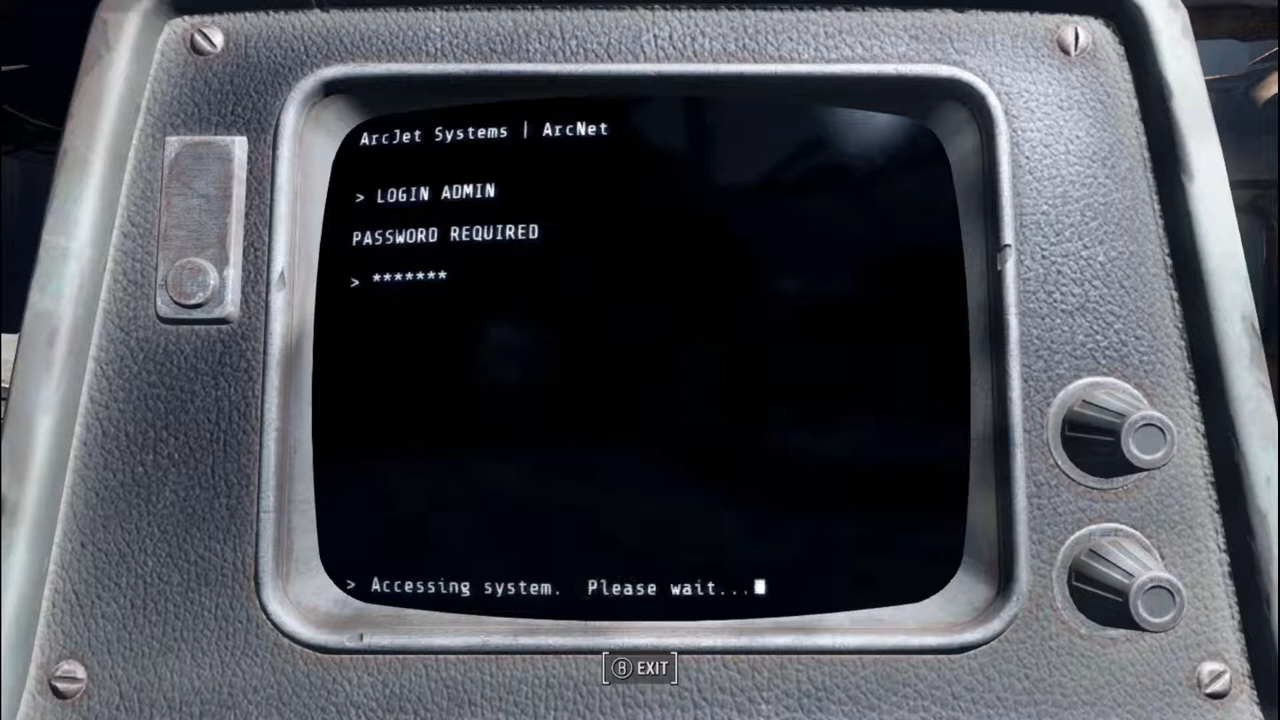 ArcJet Systems | ArcNet
> LOGIN ADMIN
PASSWORD REQUIRED
> *******
> Accessing system. Please wait...
[Ⓑ EXIT]